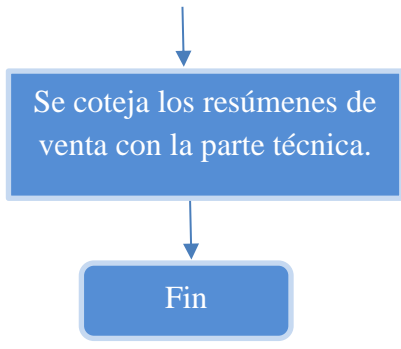 Se coteja los resúmenes de
venta con la parte técnica.
Fin